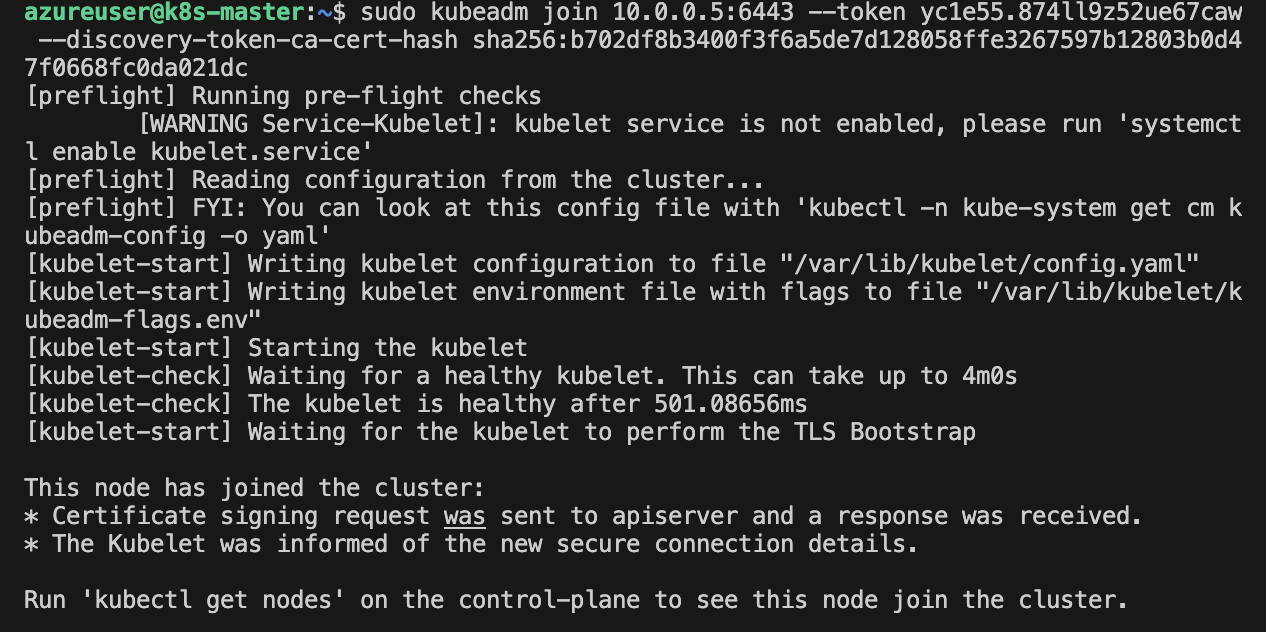 azureuser@k8s-master:~$ sudo kubeadm join 10.0.0.5:6443 --token yc1e55.874ll9z52ue67caw
 --discovery-token-ca-cert-hash sha256:b702df8b3400f3f6a5de7d128058ffe3267597b12803b0d4
7f0668fc0da021dc
[preflight] Running pre-flight checks
        [WARNING Service-Kubelet]: kubelet service is not enabled, please run 'systemct
l enable kubelet.service'
[preflight] Reading configuration from the cluster...
[preflight] FYI: You can look at this config file with 'kubectl -n kube-system get cm k
ubeadm-config -o yaml'
[kubelet-start] Writing kubelet configuration to file "/var/lib/kubelet/config.yaml"
[kubelet-start] Writing kubelet environment file with flags to file "/var/lib/kubelet/k
ubeadm-flags.env"
[kubelet-start] Starting the kubelet
[kubelet-check] Waiting for a healthy kubelet. This can take up to 4m0s
[kubelet-check] The kubelet is healthy after 501.08656ms
[kubelet-start] Waiting for the kubelet to perform the TLS Bootstrap

This node has joined the cluster:
* Certificate signing request was sent to apiserver and a response was received.
* The Kubelet was informed of the new secure connection details.

Run 'kubectl get nodes' on the control-plane to see this node join the cluster.